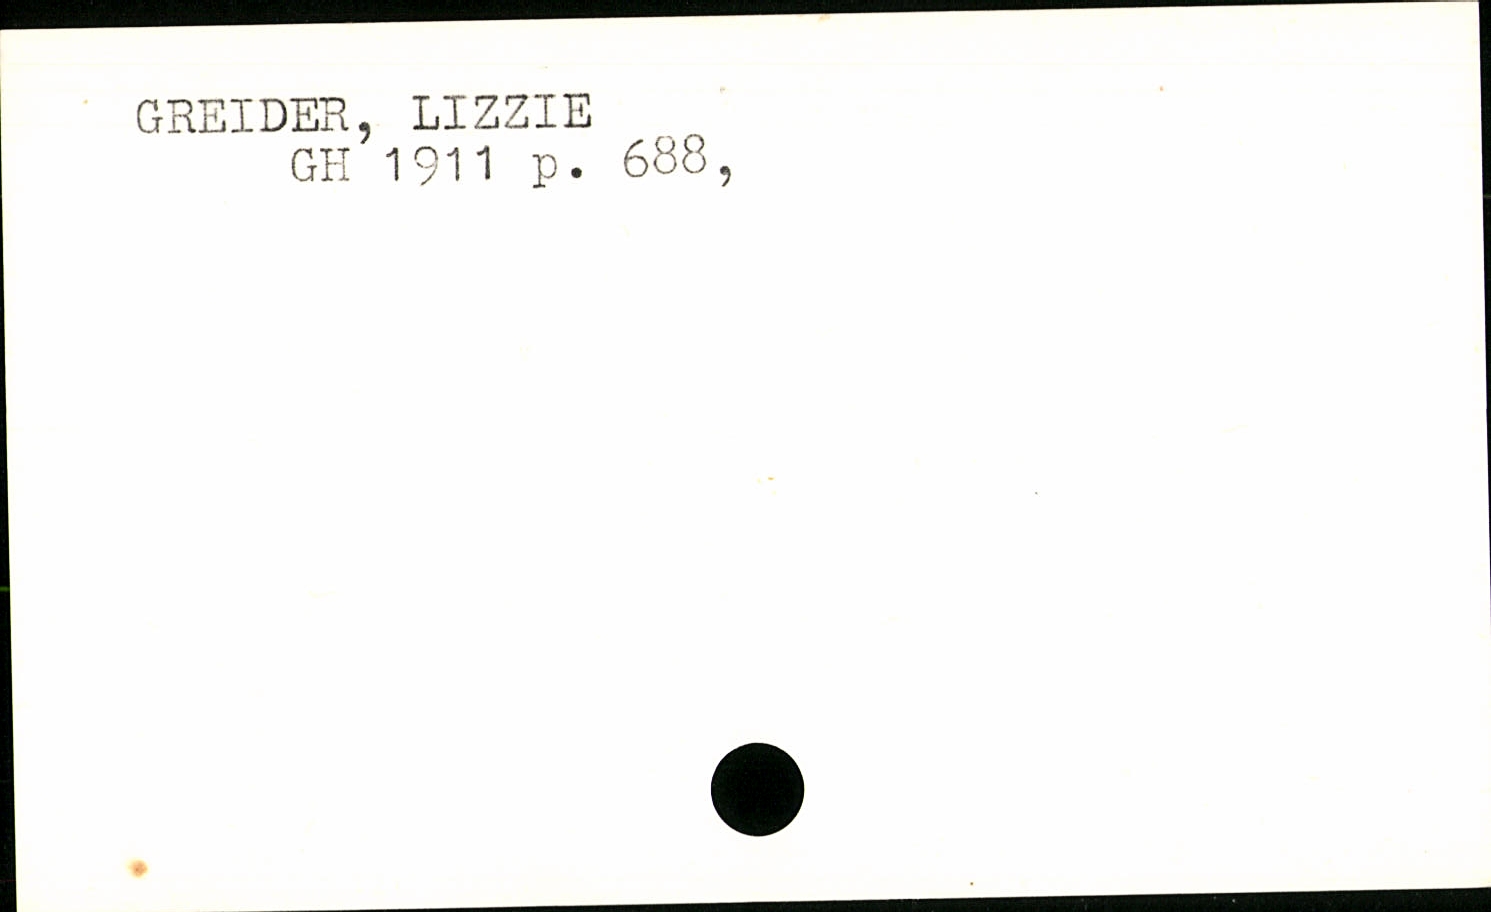 GREIDER, LIZZIE
GH 1911 p. 688,